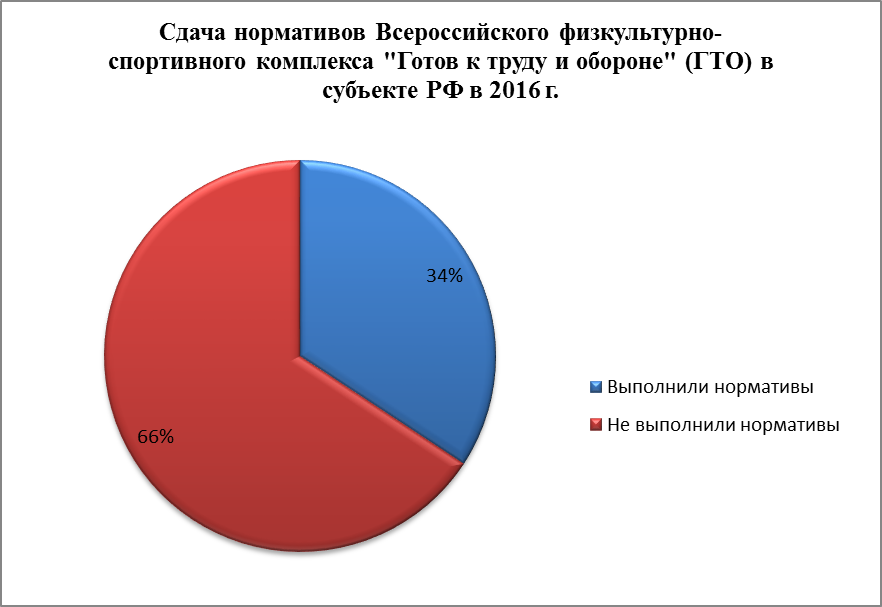 Сдача нормативов Всероссийского физкультурно-
спортивного комплекса "Готов к труду и обороне" (ГТО) в
субъекте РФ в 2016 г.
34%
66%
Выполнили нормативы
Не выполнили нормативы